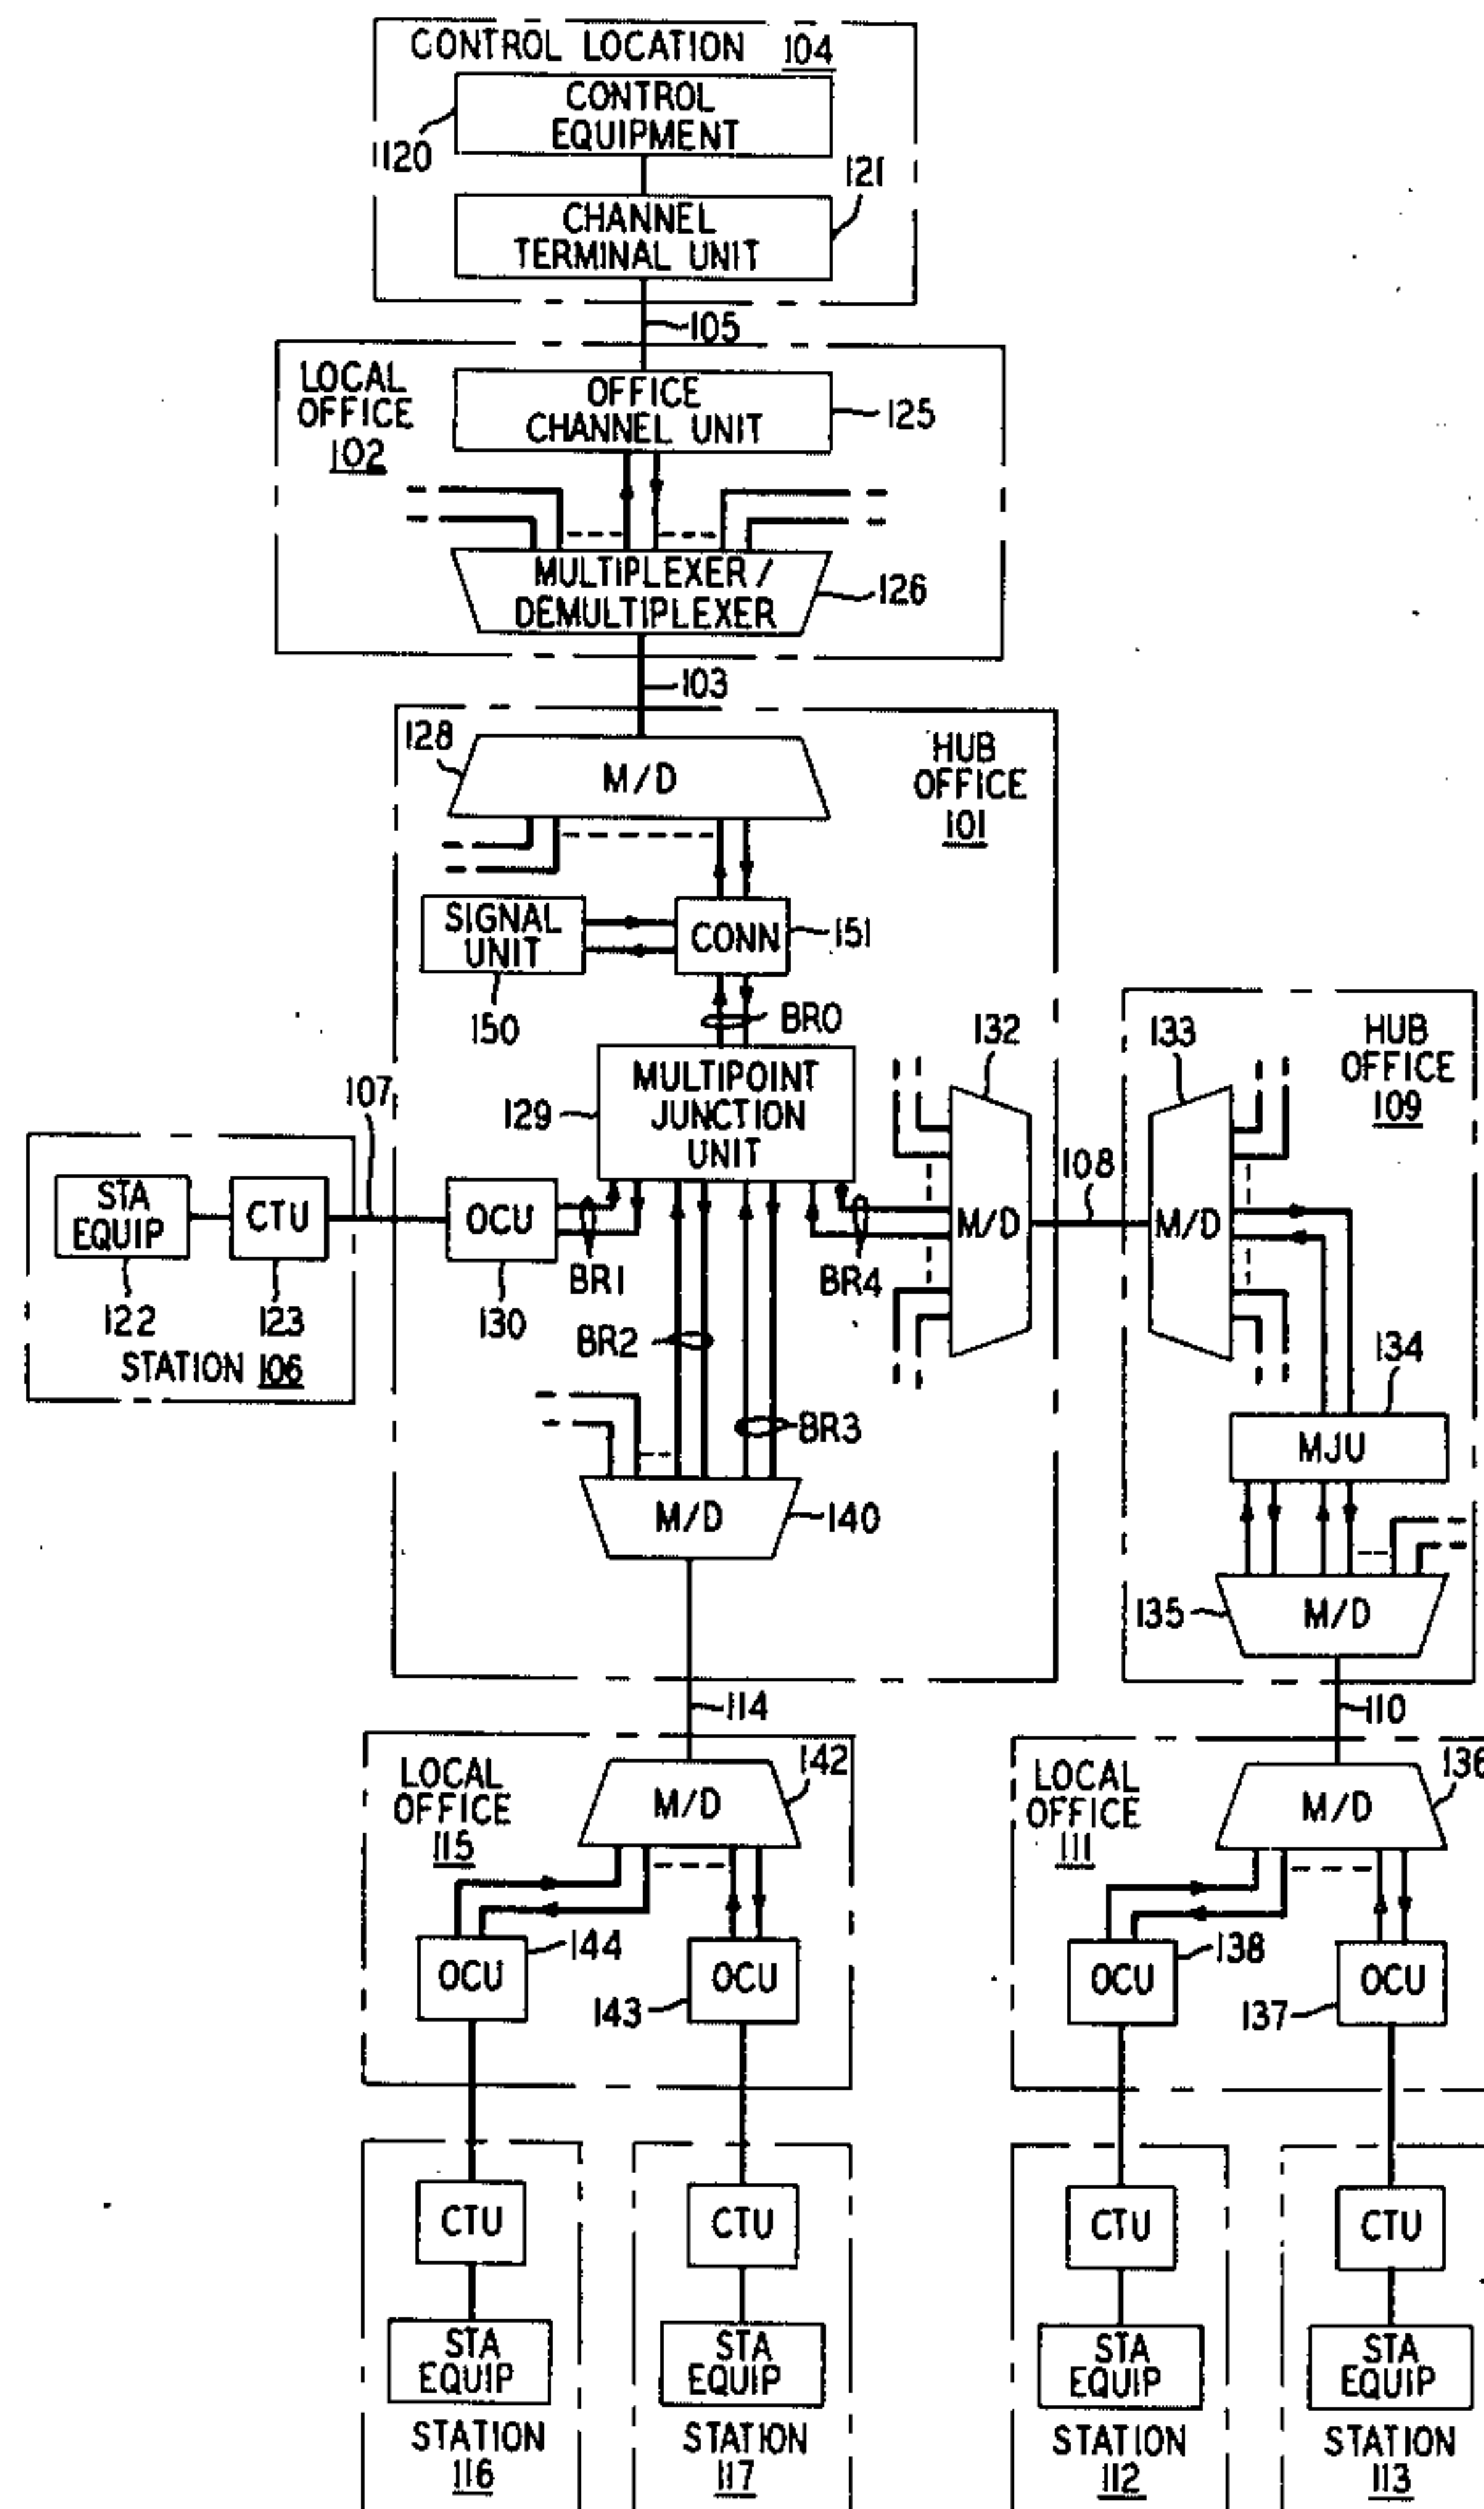 CONTROL LOCATION 104
CONTROL
EQUIPMENT
1120
121
CHANNEL
TERMINAL UNIT
105
LOCAL
OFFICE
102
OFFICE
CHANNEL UNIT
125
MULTIPLEXER/
DEMULTIPLEXER
126
103
128
M/D
HUB
OFFICE
101
SIGNAL
UNIT
150
CONN
151
BR0
MULTIPOINT
JUNCTION
UNIT
129
132
133
HUB
OFFICE
109
107
STA
EQUIP
CTU
122
123
STATION 106
OCU
130
BR1
BR2
BR3
BR4
M/D
108
M/D
134
MJU
M/D
140
135
M/D
114
110
LOCAL
OFFICE
115
142
M/D
LOCAL
OFFICE
111
136
M/D
OCU
144
OCU
143
OCU
138
OCU
137
CTU
CTU
CTU
CTU
STA
EQUIP
STA
EQUIP
STA
EQUIP
STA
EQUIP
STATION
116
STATION
117
STATION
112
STATION
113